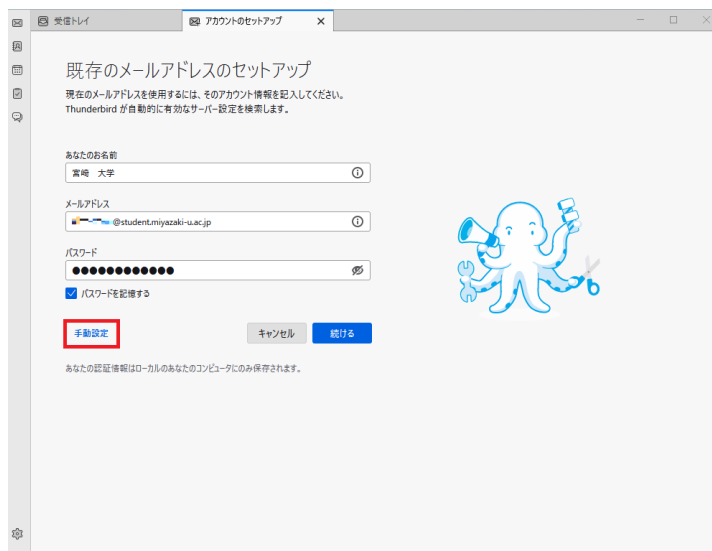 受信トレイ
アカウントのセットアップ
既存のメールアドレスのセットアップ
現在のメールアドレスを使用するには、そのアカウント情報を記入してください。
Thunderbird が自動的に有効なサーバー設定を検索します。
あなたのお名前
宮崎 大学
メールアドレス
@student.miyazaki-u.ac.jp
パスワード
パスワードを記憶する
手動設定
キャンセル
続ける
あなたの認証情報はローカルのあなたのコンピュータにのみ保存されます。